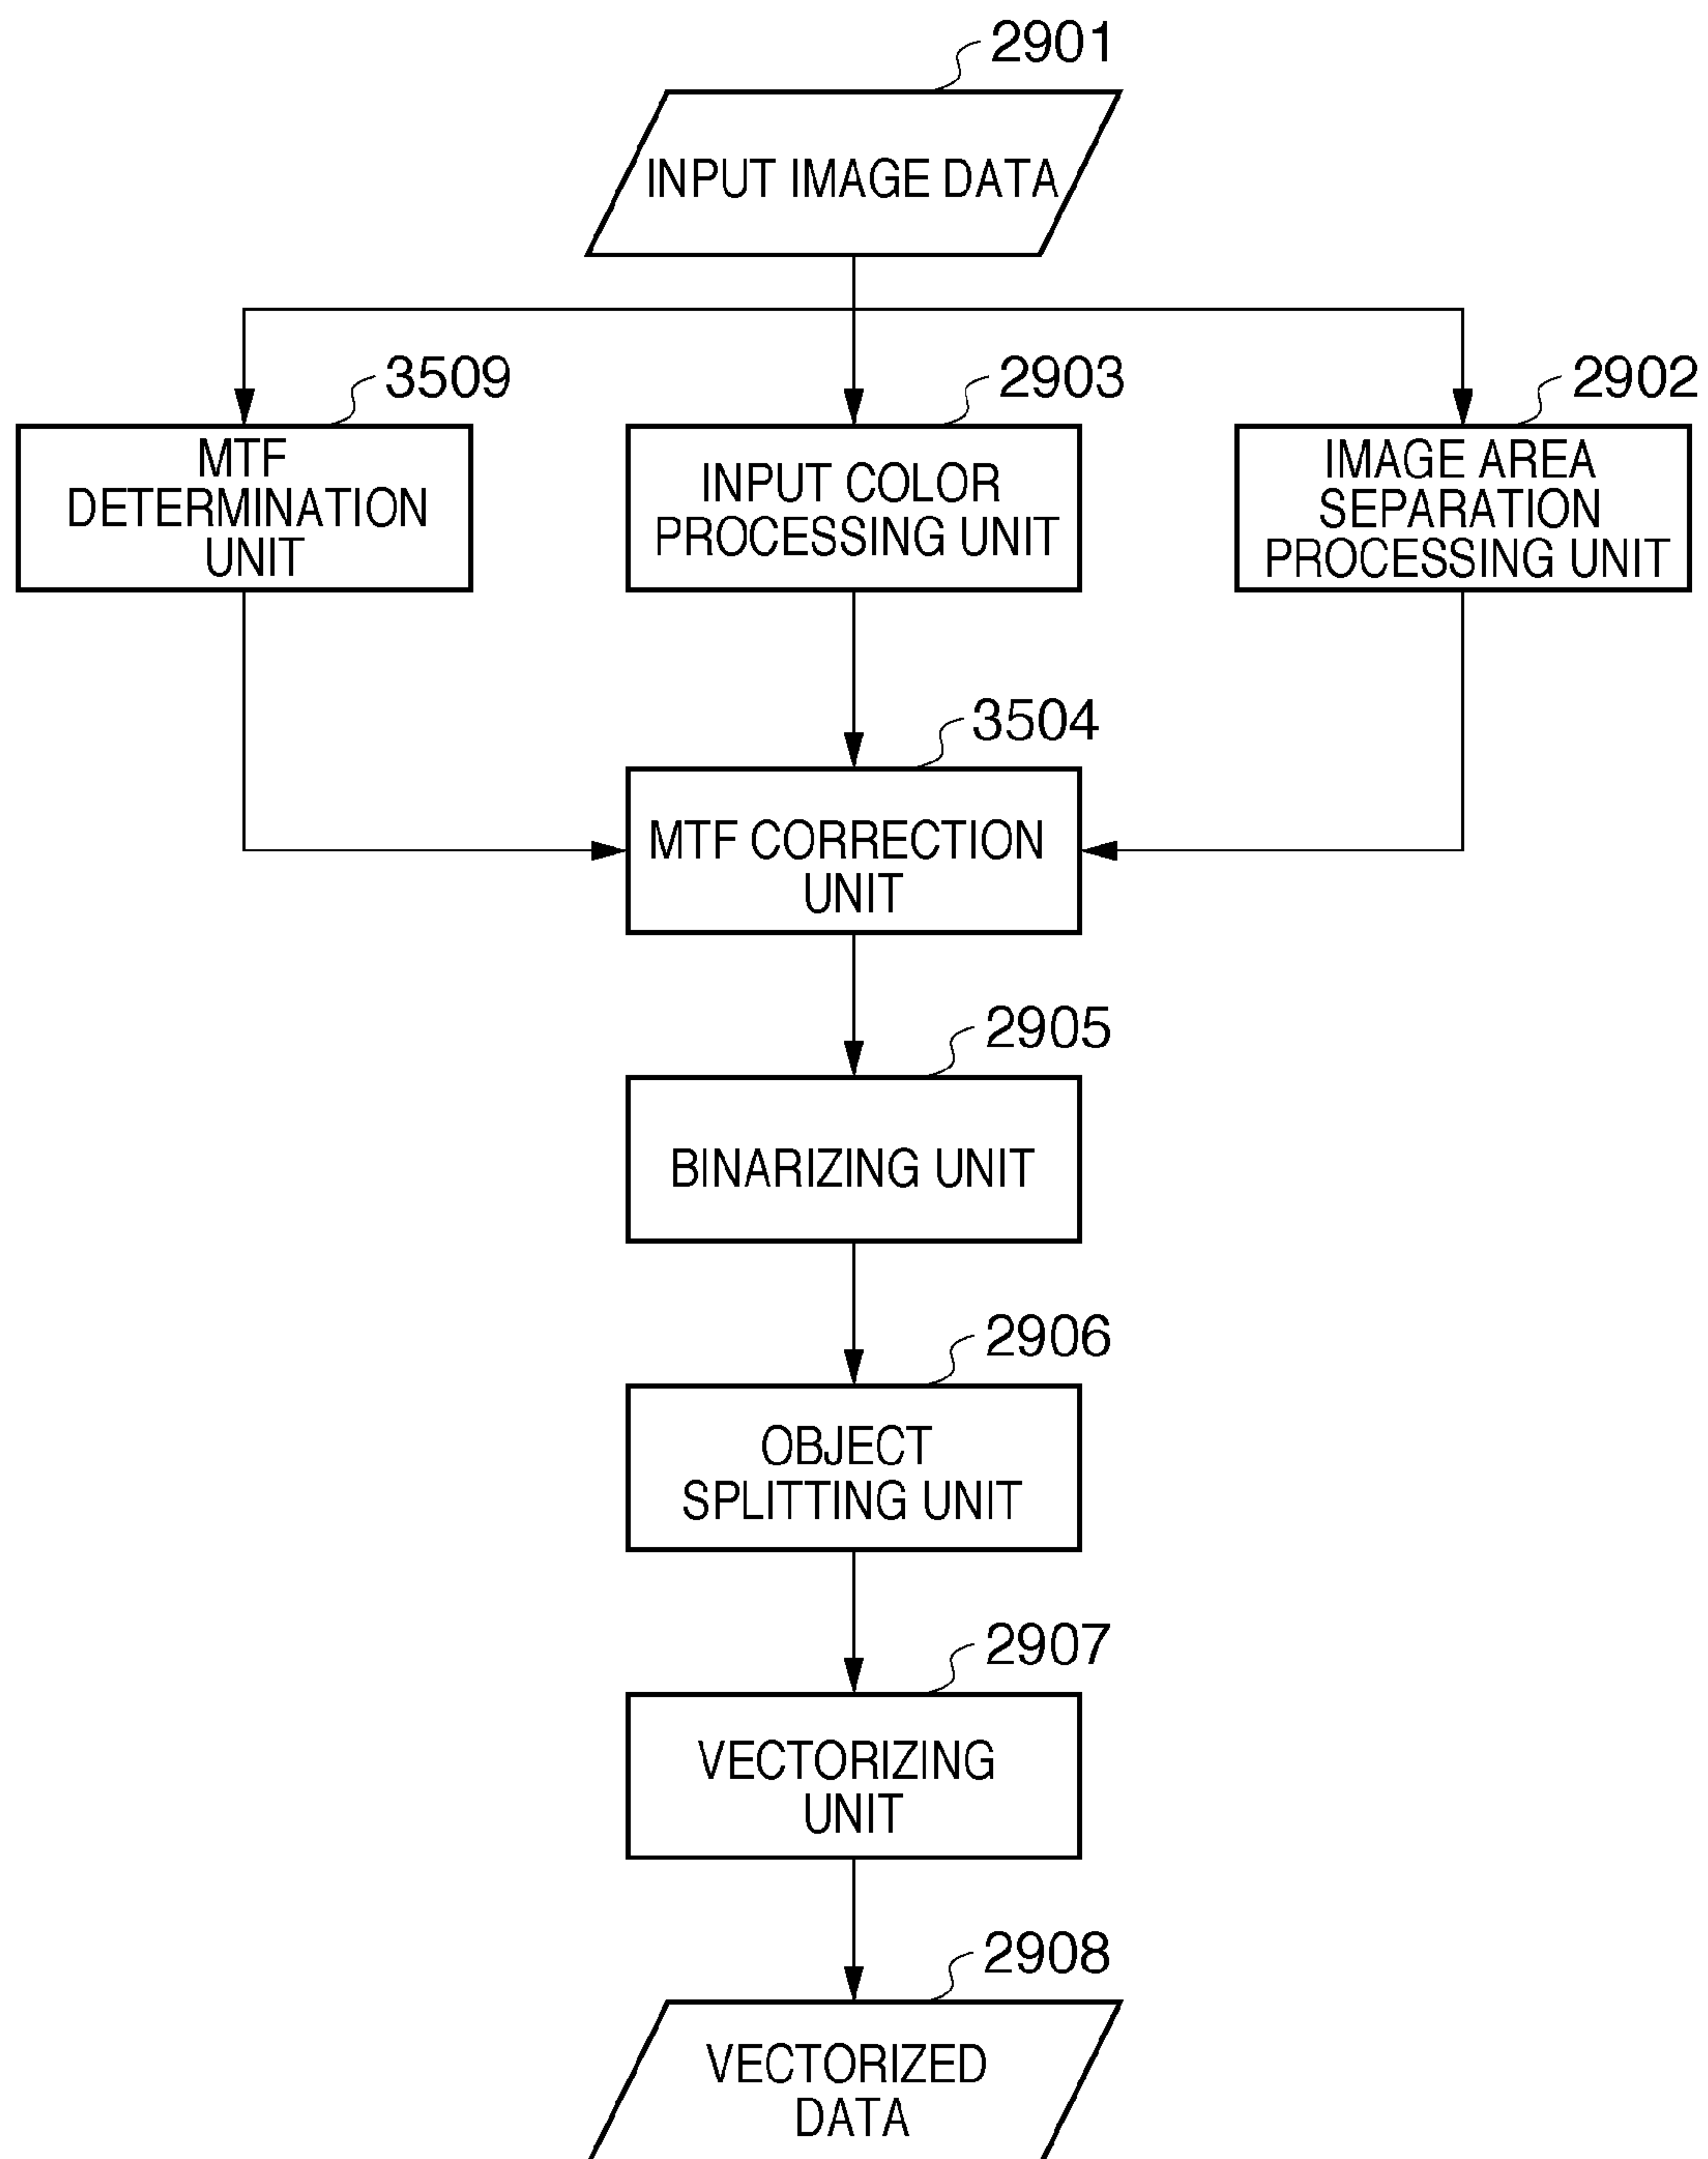 2901
INPUT IMAGE DATA
3509
2903
2902
MTF
DETERMINATION
UNIT
INPUT COLOR
PROCESSING UNIT
IMAGE AREA
SEPARATION
PROCESSING UNIT
3504
MTF CORRECTION
UNIT
2905
BINARIZING UNIT
2906
OBJECT
SPLITTING UNIT
2907
VECTORIZING
UNIT
2908
VECTORIZED
DATA